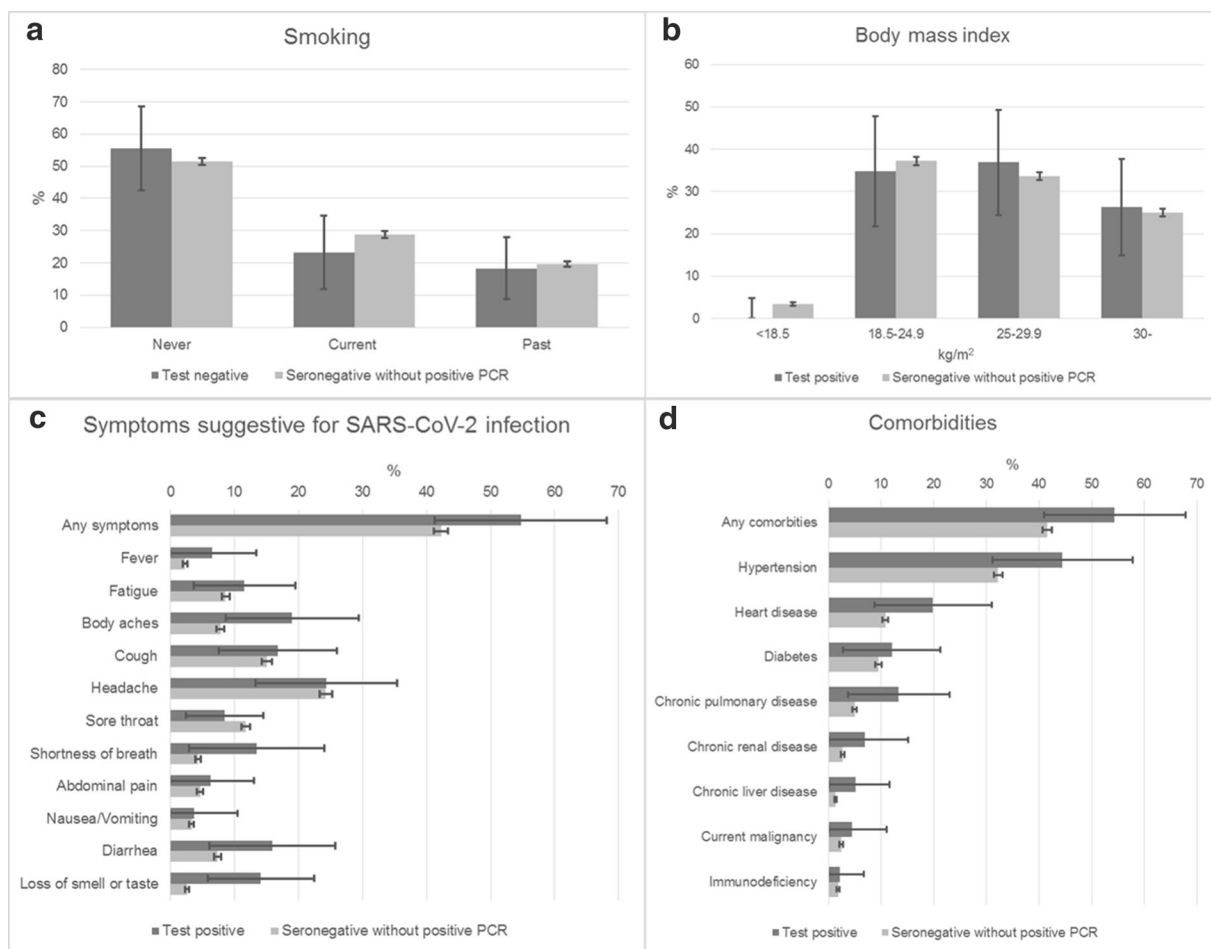 a
Smoking
80
70
60
50
40
30
20
10
0
%
Never Current Past
Test negative Seronegative without positive PCR
b
Body mass index
60
50
40
30
20
10
0
%
<18.5 18.5-24.9 25-29.9 30-
kg/m²
Test positive Seronegative without positive PCR
c
Symptoms suggestive for SARS-CoV-2 infection
%
0 10 20 30 40 50 60 70
Any symptoms
Fever
Fatigue
Body aches
Cough
Headache
Sore throat
Shortness of breath
Abdominal pain
Nausea/Vomiting
Diarrhea
Loss of smell or taste
Test positive Seronegative without positive PCR
d
Comorbidities
%
0 10 20 30 40 50 60 70
Any comorbities
Hypertension
Heart disease
Diabetes
Chronic pulmonary disease
Chronic renal disease
Chronic liver disease
Current malignancy
Immunodeficiency
Test positive Seronegative without positive PCR